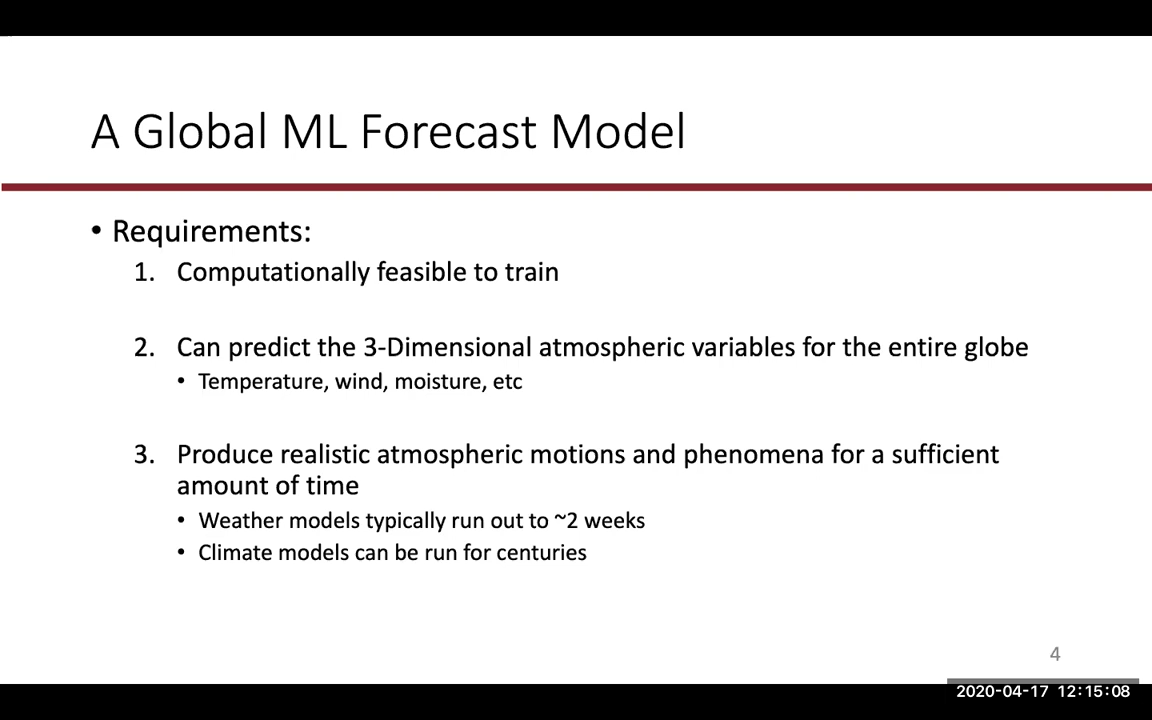 A Global ML Forecast Model
• Requirements:
1. Computationally feasible to train
2. Can predict the 3-Dimensional atmospheric variables for the entire globe
• Temperature, wind, moisture, etc
3. Produce realistic atmospheric motions and phenomena for a sufficient
amount of time
• Weather models typically run out to ~2 weeks
• Climate models can be run for centuries
4
2020-04-17 12:15:08